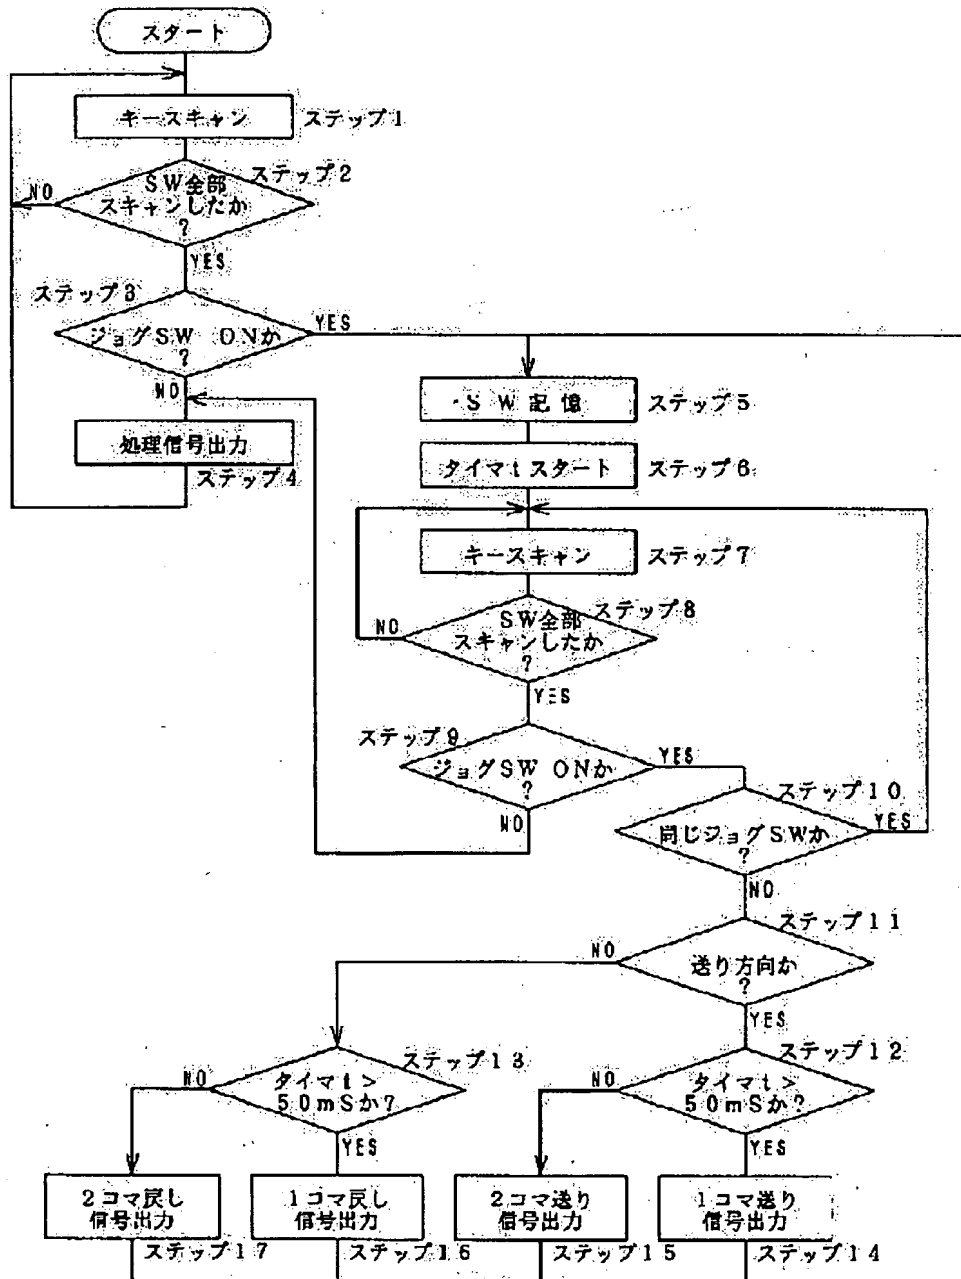 スタート
キースキャン
ステップ1
ステップ2
SW全部
スキャンしたか
?
NO
YES
ステップ3
ジョグSW ONか
?
YES
NO
処理信号出力
ステップ4
SW記憶
ステップ5
タイマtスタート
ステップ6
キースキャン
ステップ7
ステップ8
SW全部
スキャンしたか
?
NO
YES
ステップ9
ジョグSW ONか
?
YES
NO
ステップ10
同じジョグSWか
?
YES
NO
ステップ11
送り方向か
?
NO
YES
ステップ13
タイマt>
50mSか?
NO
YES
ステップ12
タイマt>
50mSか?
NO
YES
2コマ戻し
信号出力
ステップ17
1コマ戻し
信号出力
ステップ16
2コマ送り
信号出力
ステップ15
1コマ送り
信号出力
ステップ14